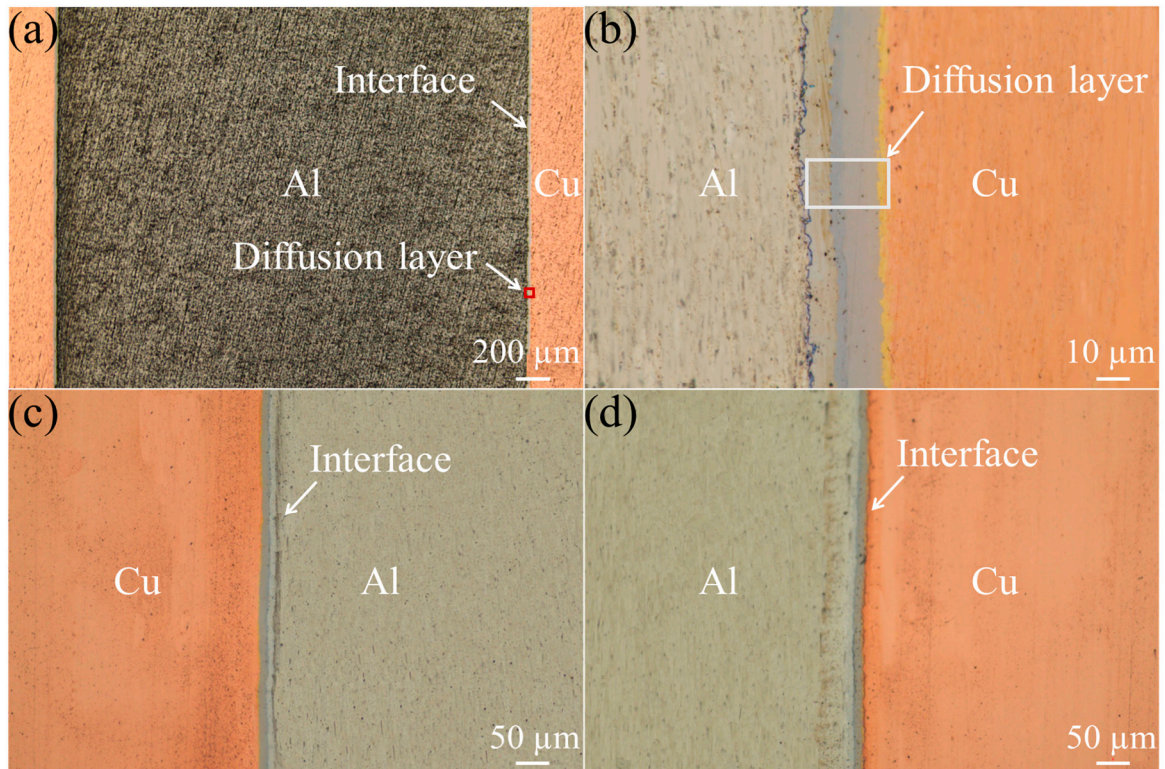 (a)
Interface
Al
Cu
Diffusion layer
200 µm
(b)
Diffusion layer
Al
Cu
10 µm
(c)
Interface
Cu
Al
50 µm
(d)
Interface
Al
Cu
50 µm